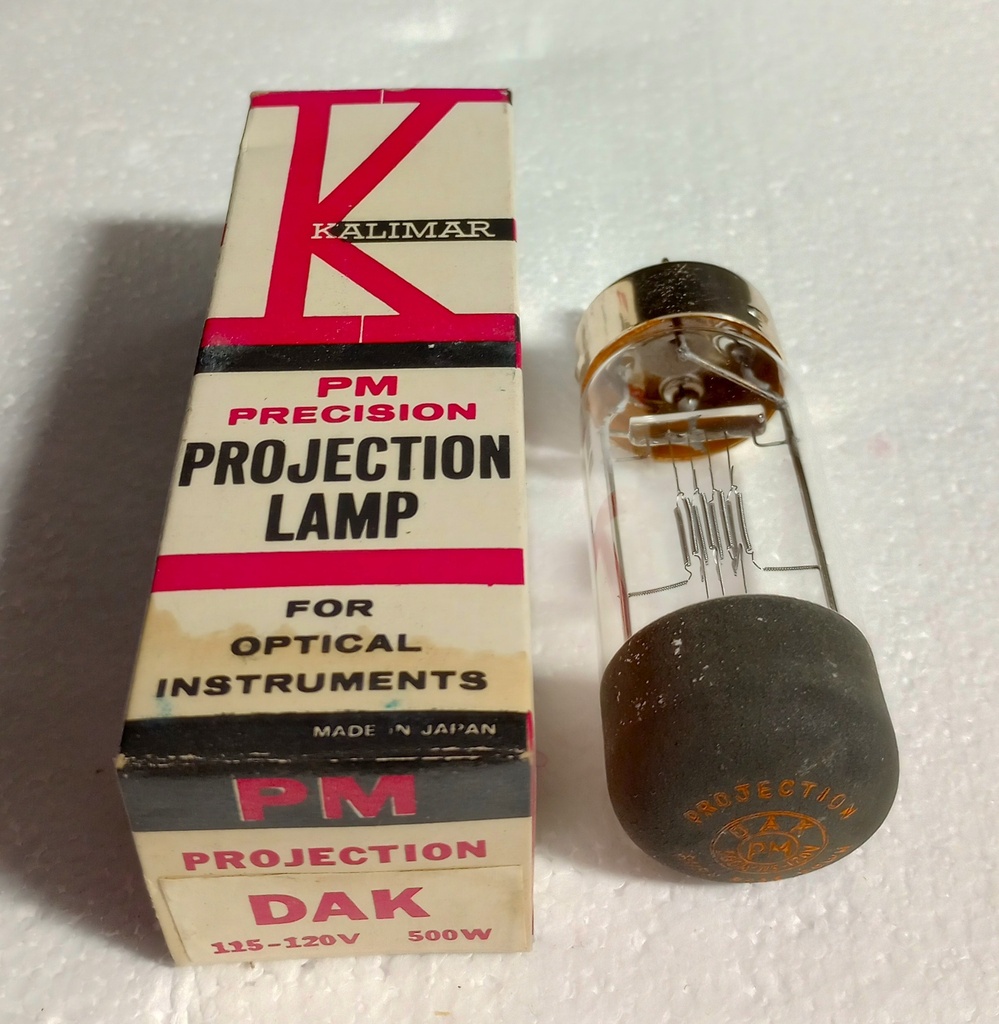 K
KALIMAR
PM
PRECISION
PROJECTION
LAMP
FOR
OPTICAL
INSTRUMENTS
MADE IN JAPAN
PM
PROJECTION
DAK
115-120V 500W
PROJECTION
DAK
PM